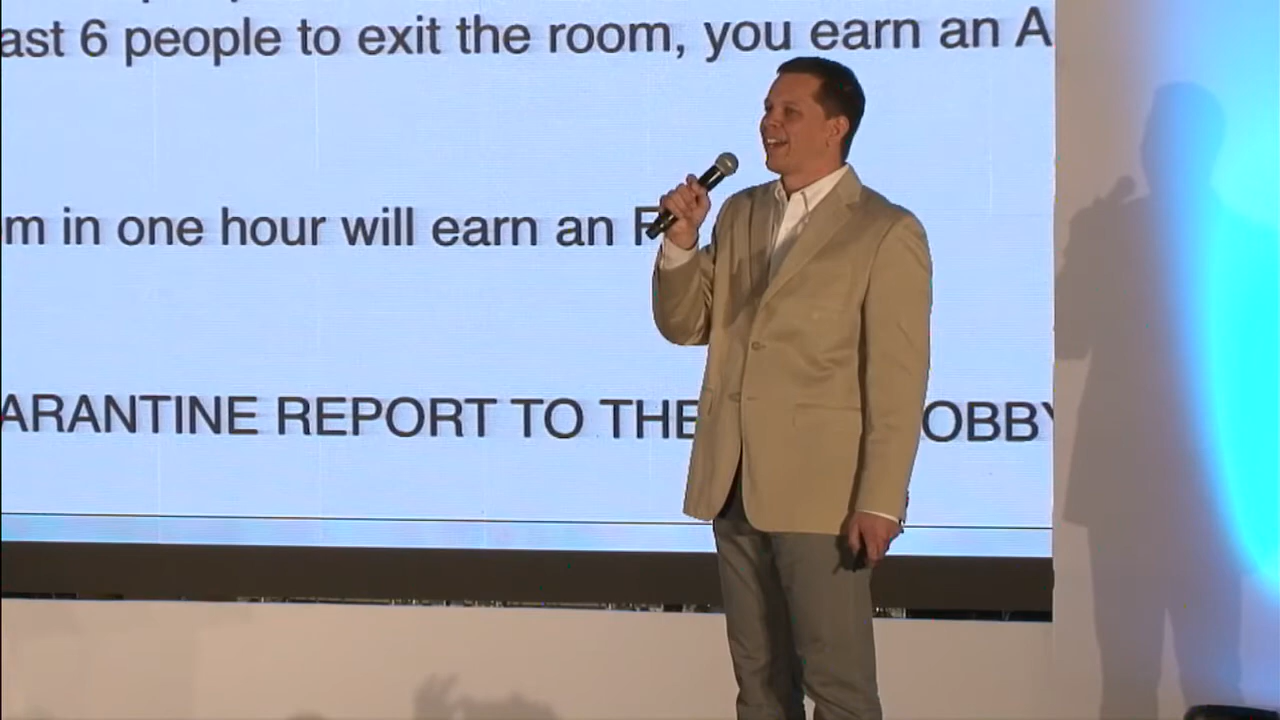 ast 6 people to exit the room, you earn an A
m in one hour will earn an F
ARANTINE REPORT TO THE OBBY